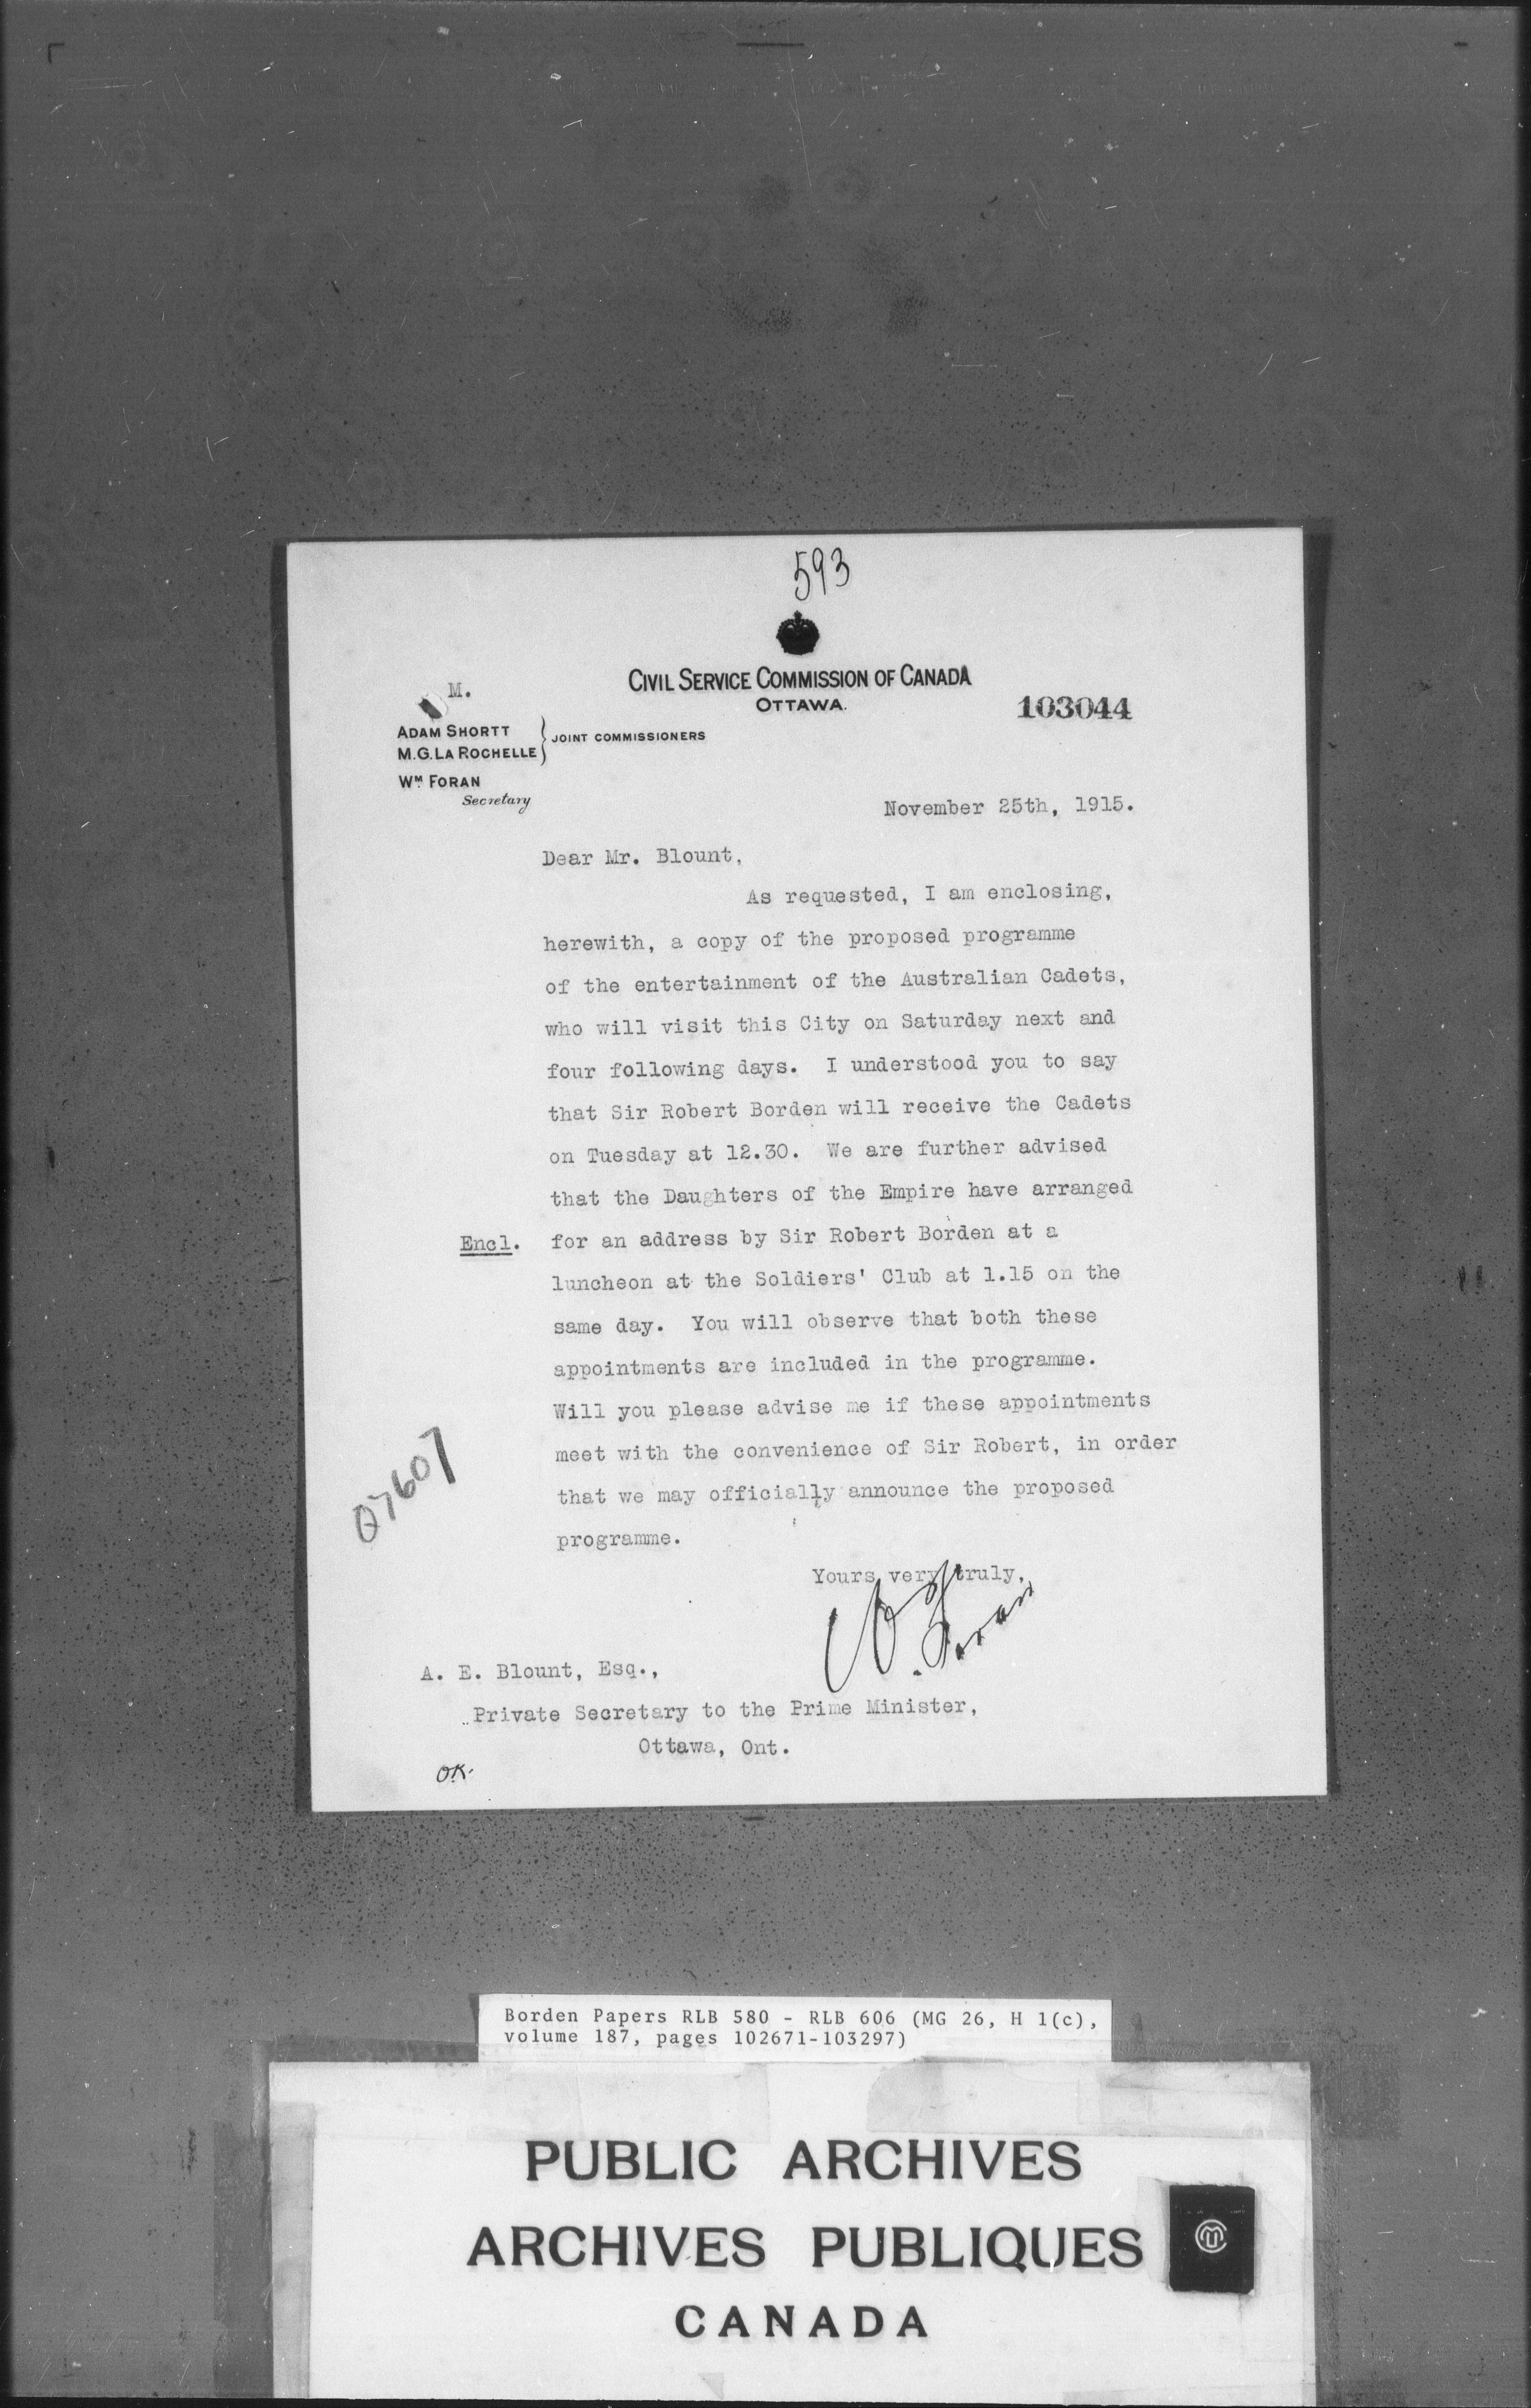 593
CIVIL SERVICE COMMISSION OF CANADA
OTTAWA.
M.
103044
ADAM SHORTT
M. G. LA ROCHELLE } JOINT COMMISSIONERS
WM. FORAN
Secretary
November 25th, 1915.
Dear Mr. Blount,
As requested, I am enclosing,
herewith, a copy of the proposed programme
of the entertainment of the Australian Cadets,
who will visit this City on Saturday next and
four following days. I understood you to say
that Sir Robert Borden will receive the Cadets
on Tuesday at 12.30. We are further advised
that the Daughters of the Empire have arranged
Encl. for an address by Sir Robert Borden at a
luncheon at the Soldiers' Club at 1.15 on the
same day. You will observe that both these
appointments are included in the programme.
Will you please advise me if these appointments
meet with the convenience of Sir Robert, in order
that we may officially announce the proposed
programme.
Yours very truly,
W. Foran
A. E. Blount, Esq.,
Private Secretary to the Prime Minister,
Ottawa, Ont.
OK.
Borden Papers RLB 580 - RLB 606 (MG 26, H 1(c),
volume 187, pages 102671-103297)
PUBLIC ARCHIVES
ARCHIVES PUBLIQUES
CANADA